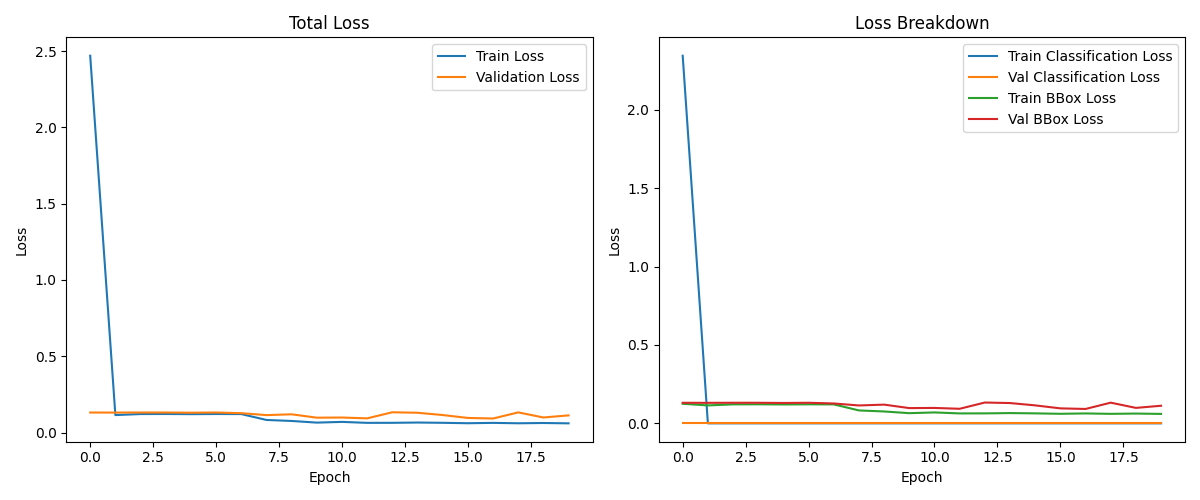 Total Loss
Train Loss
Validation Loss
2.5
2.0
1.5
1.0
0.5
0.0
Loss
0.0 2.5 5.0 7.5 10.0 12.5 15.0 17.5
Epoch
Loss Breakdown
Train Classification Loss
Val Classification Loss
Train BBox Loss
Val BBox Loss
2.0
1.5
1.0
0.5
0.0
Loss
0.0 2.5 5.0 7.5 10.0 12.5 15.0 17.5
Epoch